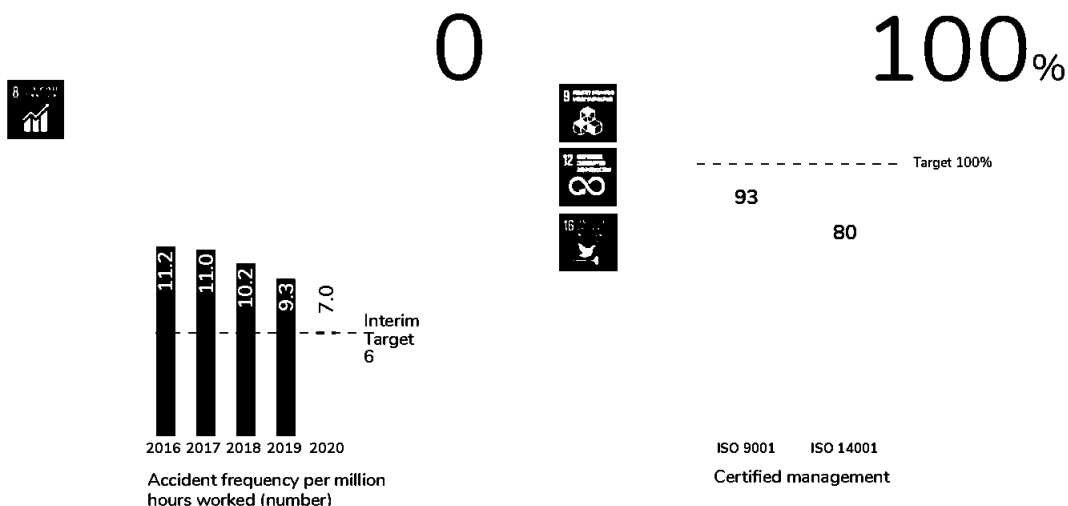 0
8
11.2
11.0
10.2
9.3
7.0
Interim
Target
6
2016 2017 2018 2019 2020
Accident frequency per million
hours worked (number)
100%
9
12
16
Target 100%
93
80
ISO 9001 ISO 14001
Certified management